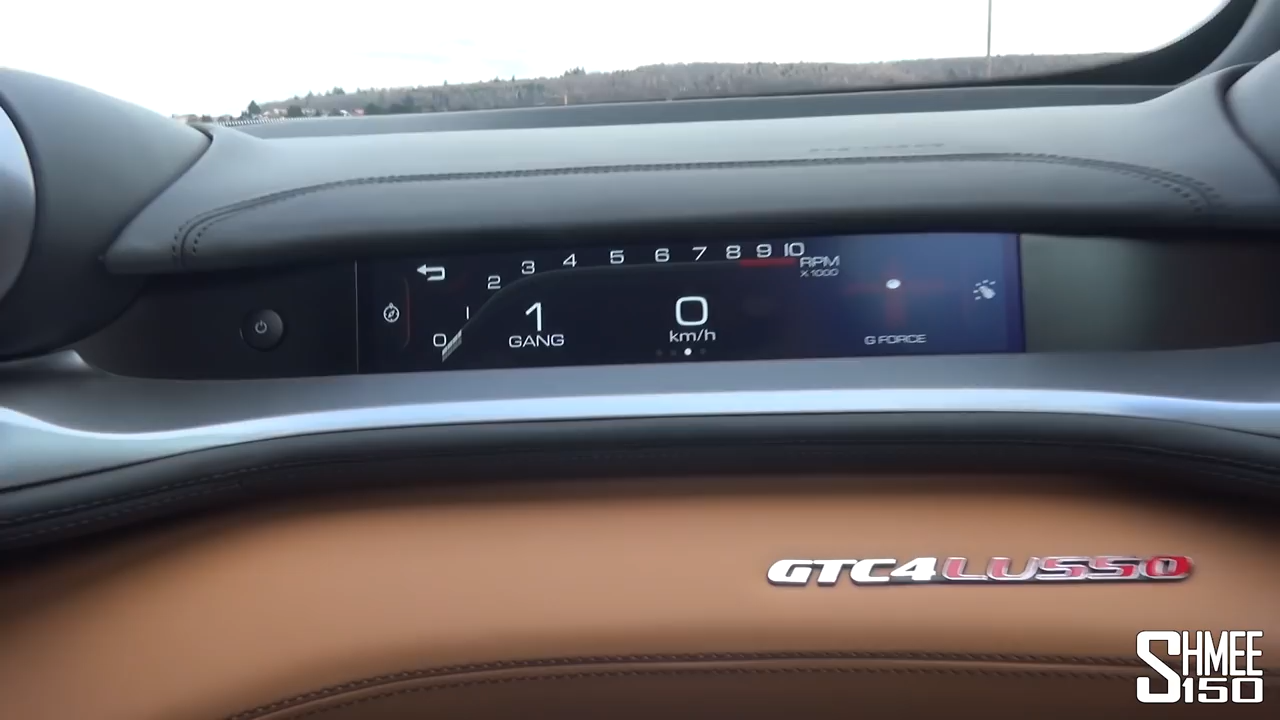 0 1 2 3 4 5 6 7 8 9 10
RPM
X 1000
1
GANG
0
km/h
G FORCE
GTC4LUSSO
SHMEE
150